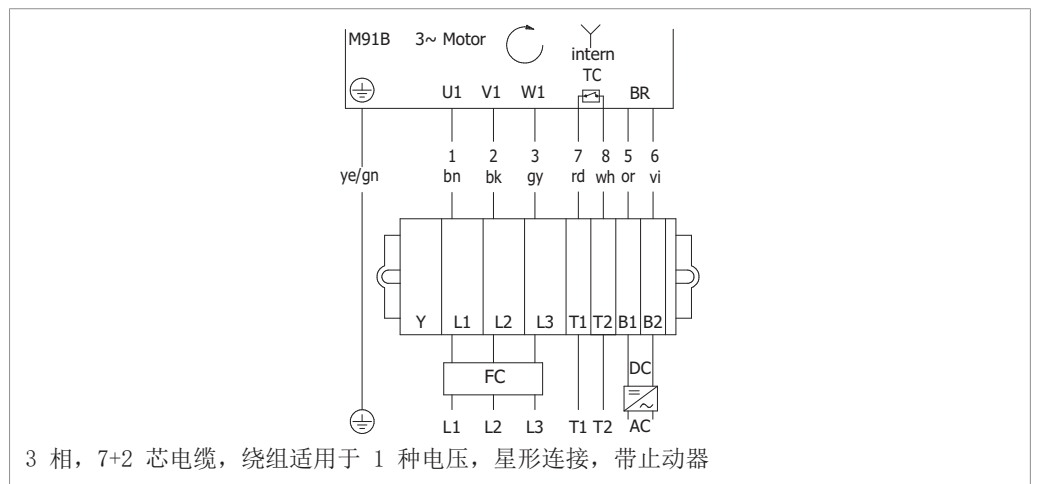 M91B 3~ Motor
intern
TC
U1 V1 W1 BR
1 2 3 7 8 5 6
ye/gn bn bk gy rd wh or vi
Y L1 L2 L3 T1 T2 B1 B2
FC DC
L1 L2 L3 T1 T2 AC
3 相，7+2 芯电缆，绕组适用于 1 种电压，星形连接，带止动器